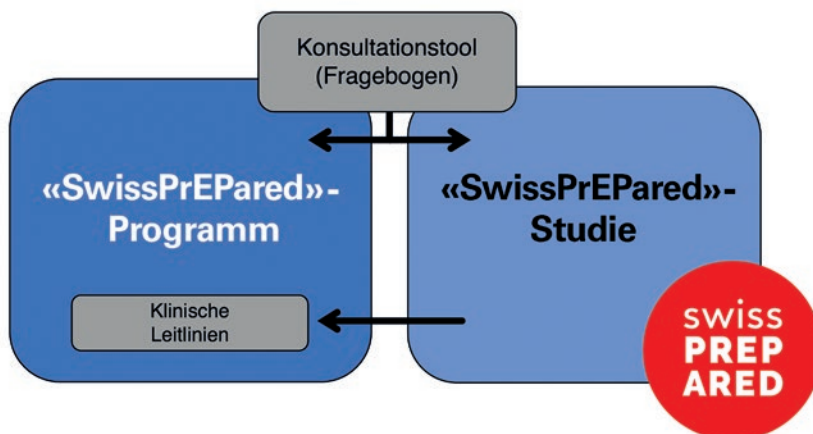 Konsultationstool
(Fragebogen)
«SwissPrEPared»-
Programm
«SwissPrEPared»-
Studie
Klinische
Leitlinien
swiss
PREP
ARED